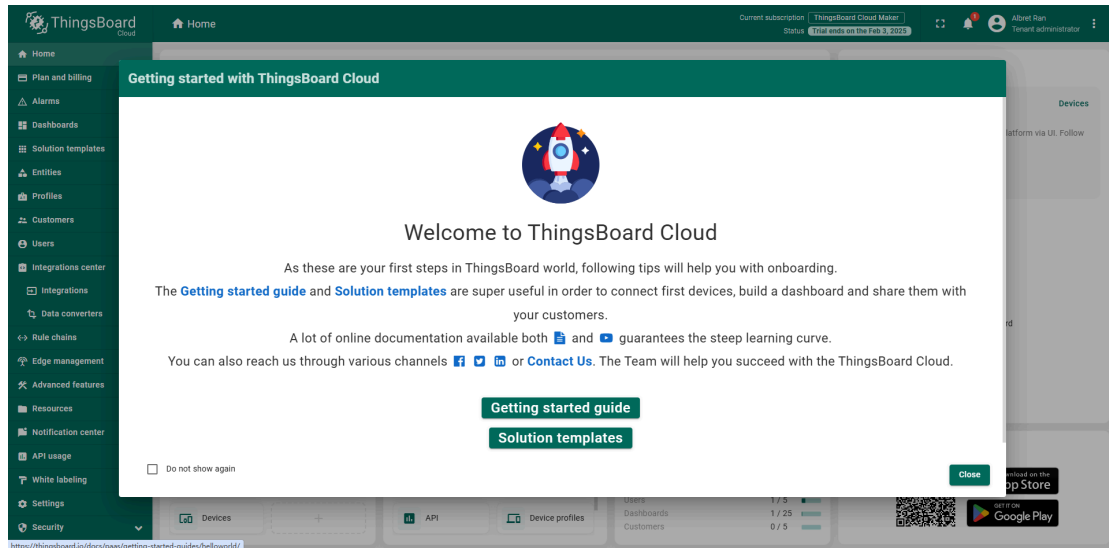 ThingsBoard
Cloud
Home
Current subscription ThingsBoard Cloud Maker
Status Trial ends on the Feb 3, 2025
Albret Ran
Tenant administrator
Home
Plan and billing
Alarms
Dashboards
Solution templates
Entities
Profiles
Customers
Users
Integrations center
Integrations
Data converters
Rule chains
Edge management
Advanced features
Resources
Notification center
API usage
White labeling
Settings
Security
Getting started with ThingsBoard Cloud
Welcome to ThingsBoard Cloud
As these are your first steps in ThingsBoard world, following tips will help you with onboarding.
The Getting started guide and Solution templates are super useful in order to connect first devices, build a dashboard and share them with
your customers.
A lot of online documentation available both and guarantees the steep learning curve.
You can also reach us through various channels or Contact Us. The Team will help you succeed with the ThingsBoard Cloud.
Getting started guide
Solution templates
Do not show again
Close
Devices
latform via UI. Follow
rd
Devices
API
Device profiles
Users 1 / 5
Dashboards 1 / 25
Customers 0 / 5
pp Store
GET IT ON
Google Play
https://thingsboard.io/docs/paas/getting-started-guides/helloworld/